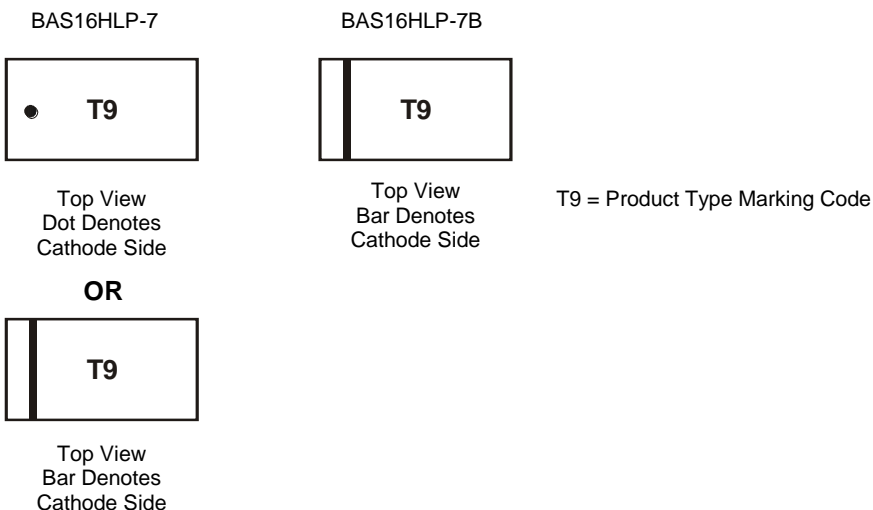 BAS16HLP-7
T9
Top View
Dot Denotes
Cathode Side
OR
T9
Top View
Bar Denotes
Cathode Side
BAS16HLP-7B
T9
Top View
Bar Denotes
Cathode Side
T9 = Product Type Marking Code